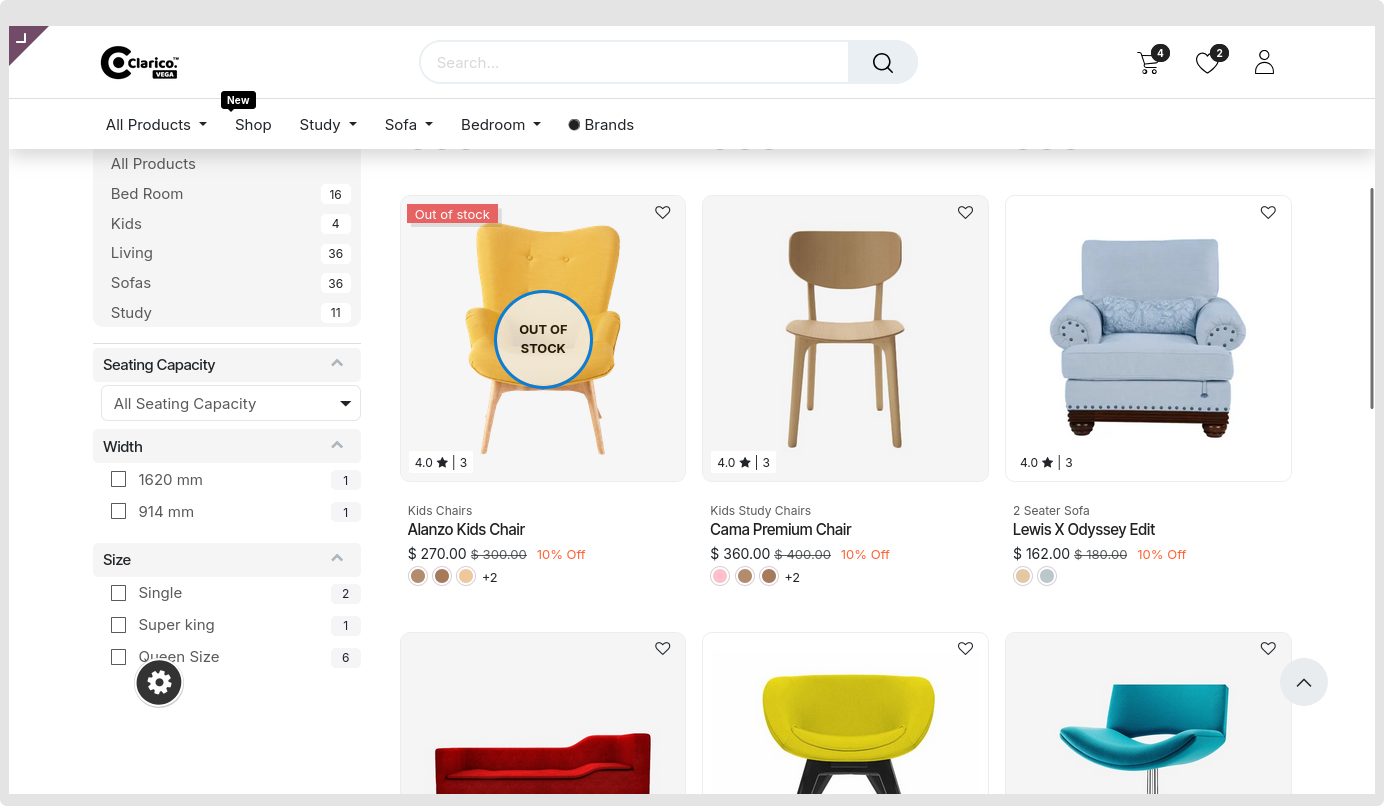 Clarico.™
VEGA
Search...
4
2
New
All Products
Shop
Study
Sofa
Bedroom
Brands
All Products
Bed Room 16
Kids 4
Living 36
Sofas 36
Study 11
Seating Capacity
All Seating Capacity
Width
1620 mm 1
914 mm 1
Size
Single 2
Super king 1
Queen Size 6
Out of stock
OUT OF
STOCK
4.0 ★ | 3
Kids Chairs
Alanzo Kids Chair
$ 270.00 $ 300.00 10% Off
+2
4.0 ★ | 3
Kids Study Chairs
Cama Premium Chair
$ 360.00 $ 400.00 10% Off
+2
4.0 ★ | 3
2 Seater Sofa
Lewis X Odyssey Edit
$ 162.00 $ 180.00 10% Off